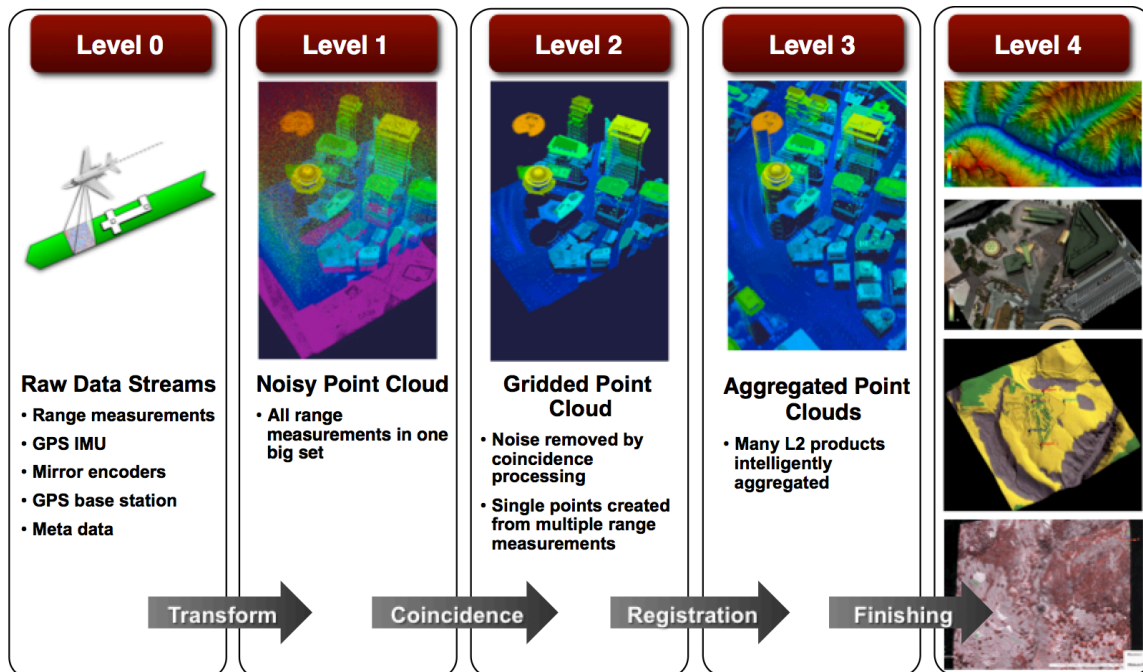 Level 0
Raw Data Streams
• Range measurements
• GPS IMU
• Mirror encoders
• GPS base station
• Meta data
Level 1
Noisy Point Cloud
• All range
measurements in one
big set
Level 2
Gridded Point
Cloud
• Noise removed by
coincidence
processing
• Single points created
from multiple range
measurements
Level 3
Aggregated Point
Clouds
• Many L2 products
intelligently
aggregated
Level 4
Transform
Coincidence
Registration
Finishing